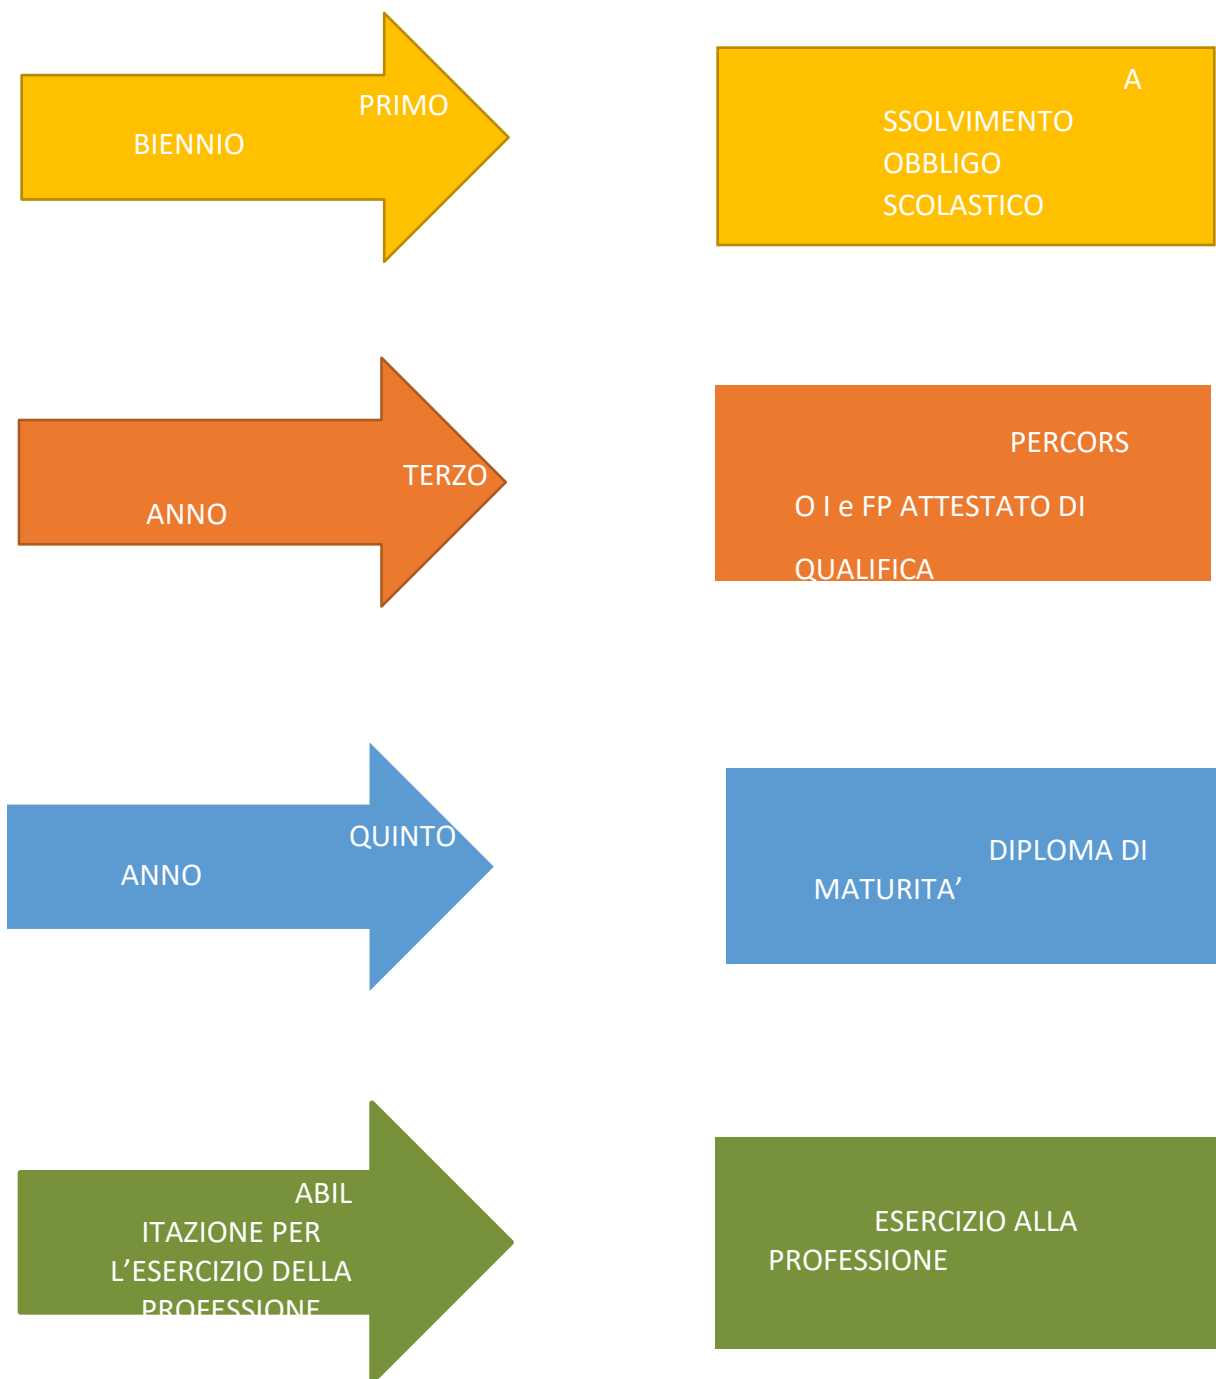 PRIMO
BIENNIO
A
SSOLVIMENTO
OBBLIGO
SCOLASTICO
TERZO
ANNO
PERCORS
O I e FP ATTESTATO DI
QUALIFICA
QUINTO
ANNO
DIPLOMA DI
MATURITA’
ABIL
ITAZIONE PER
L’ESERCIZIO DELLA
PROFESSIONE
ESERCIZIO ALLA
PROFESSIONE